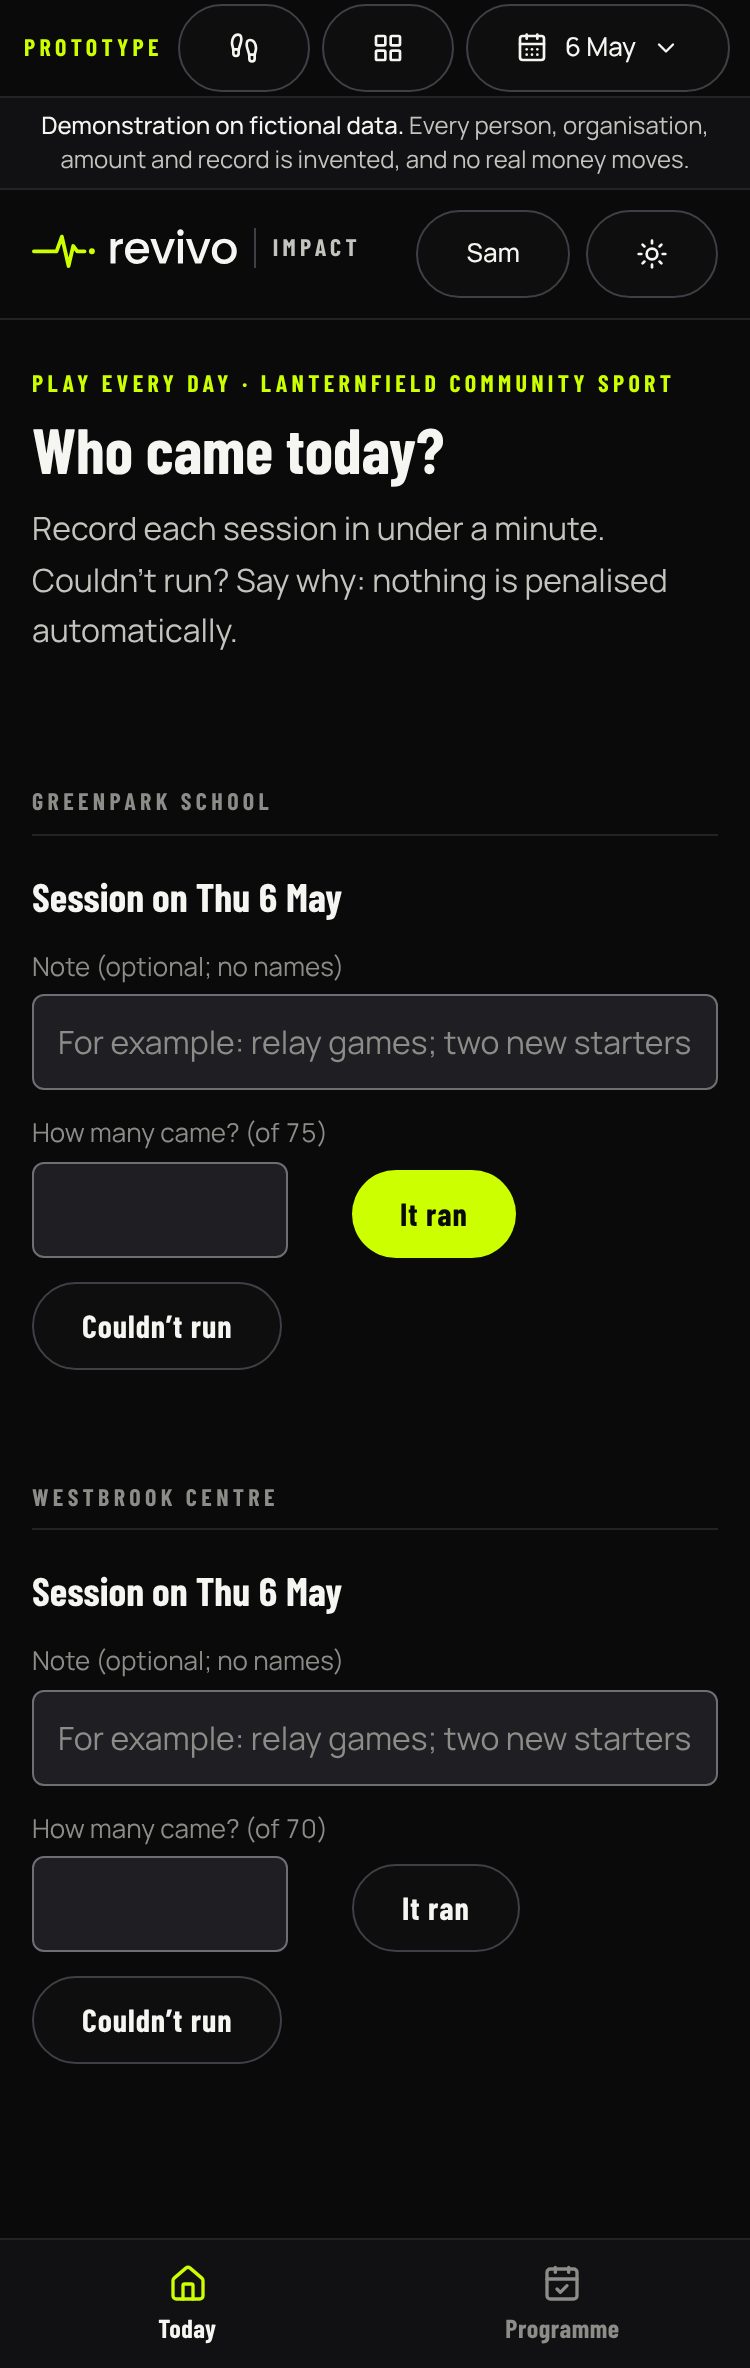 PROTOTYPE
6 May
Demonstration on fictional data. Every person, organisation,
amount and record is invented, and no real money moves.
revivo
IMPACT
Sam
PLAY EVERY DAY · LANTERNFIELD COMMUNITY SPORT
Who came today?
Record each session in under a minute.
Couldn’t run? Say why: nothing is penalised
automatically.
GREENPARK SCHOOL
Session on Thu 6 May
Note (optional; no names)
For example: relay games; two new starters
How many came? (of 75)
It ran
Couldn’t run
WESTBROOK CENTRE
Session on Thu 6 May
Note (optional; no names)
For example: relay games; two new starters
How many came? (of 70)
It ran
Couldn’t run
Today
Programme